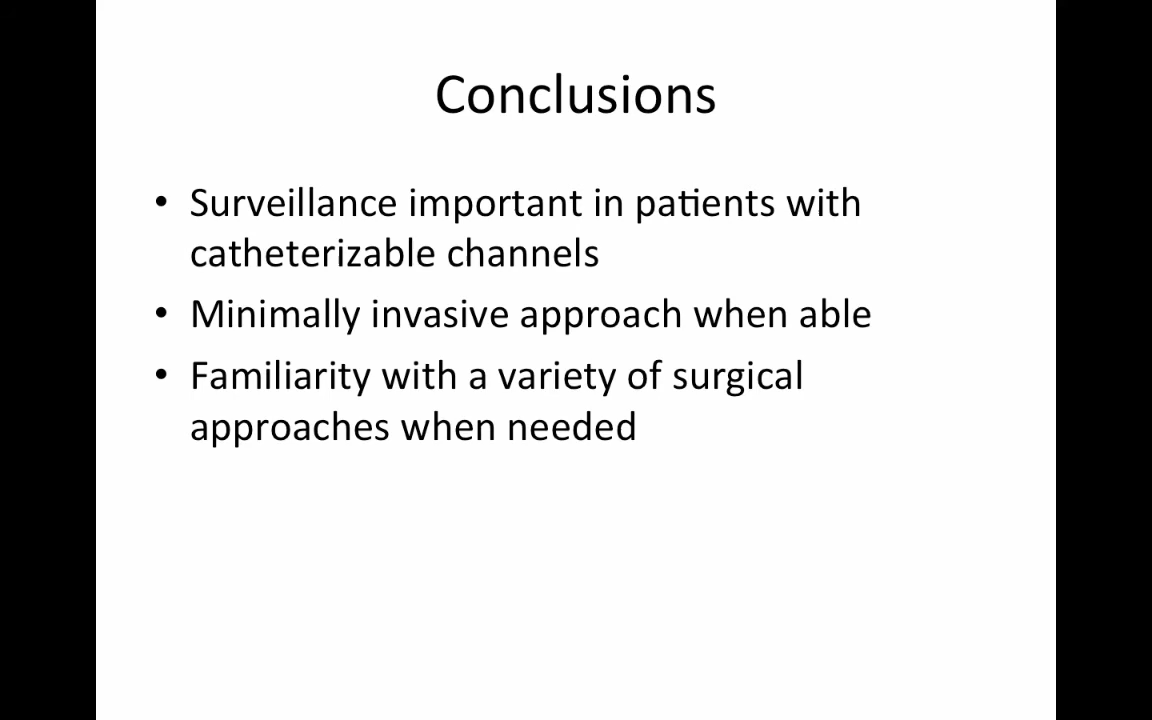 Conclusions
• Surveillance important in patients with
catheterizable channels
• Minimally invasive approach when able
• Familiarity with a variety of surgical
approaches when needed